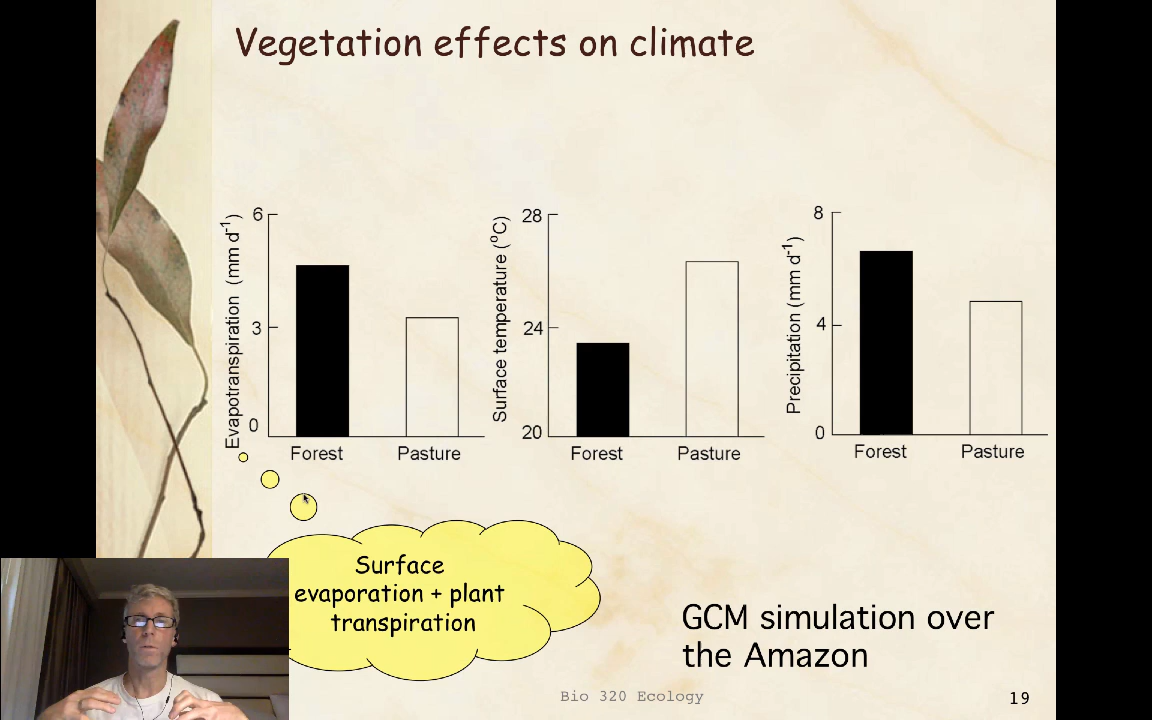 Vegetation effects on climate
Evapotranspiration (mm d-1)
6
3
0
Forest
Pasture
Surface temperature (oC)
28
24
20
Forest
Pasture
Precipitation (mm d-1)
8
4
0
Forest
Pasture
Surface
evaporation + plant
transpiration
GCM simulation over
the Amazon
Bio 320 Ecology
19